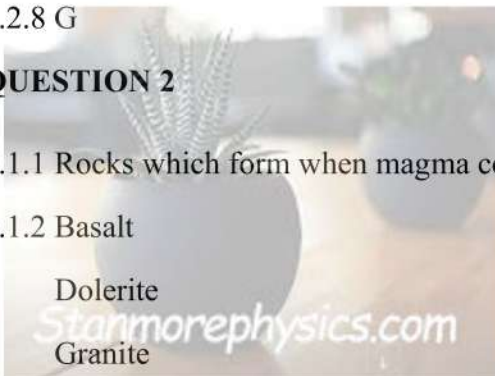 .2.8 G
QUESTION 2
.1.1 Rocks which form when magma co
.1.2 Basalt
Dolerite
Stanmorephysics.com
Granite